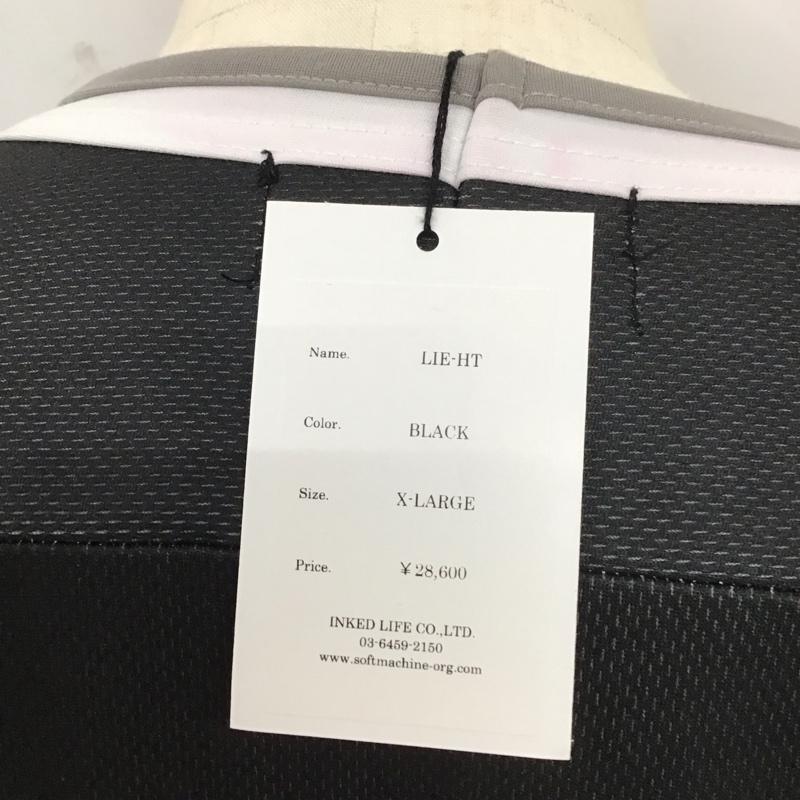 Name. LIE-HT
Color. BLACK
Size. X-LARGE
Price. ¥28,600
INKED LIFE CO.,LTD.
03-6459-2150
www.softmachine-org.com